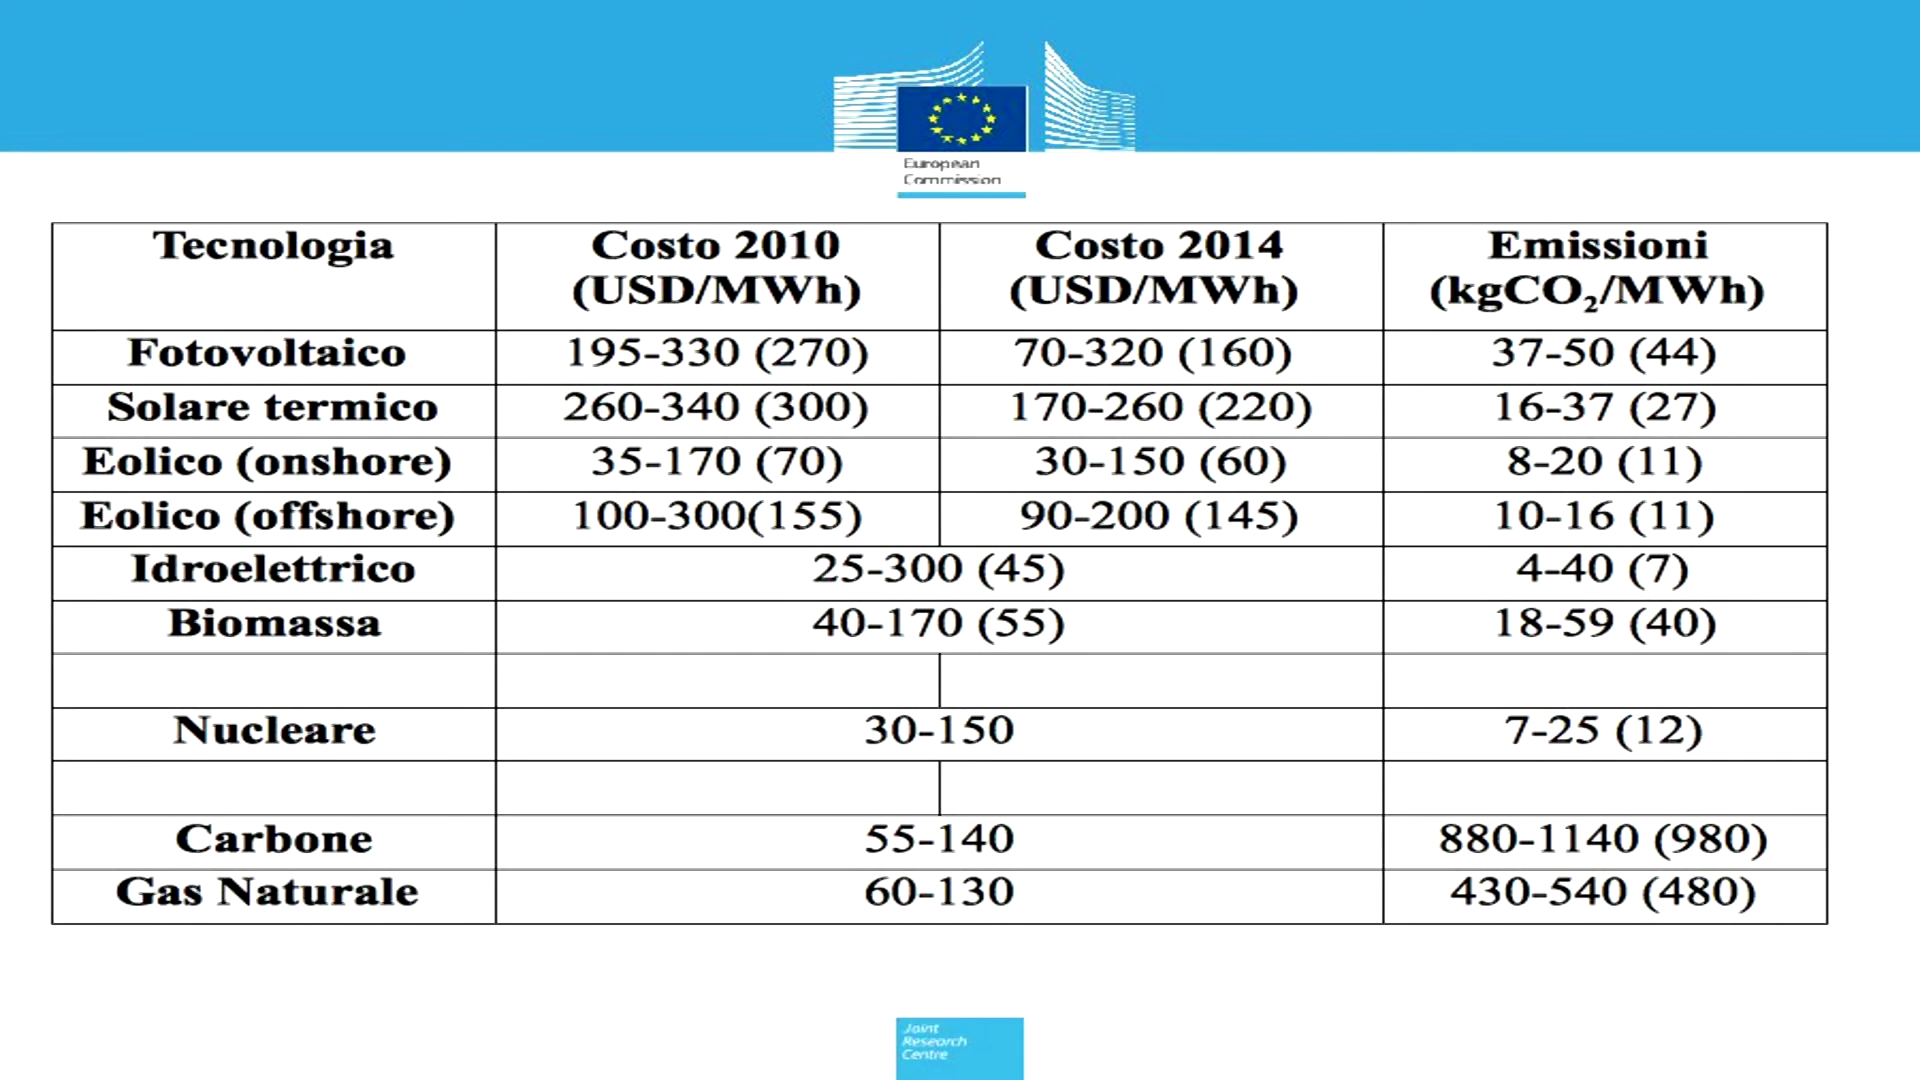 European
Commission
Tecnologia Costo 2010 Costo 2014 Emissioni
(USD/MWh) (USD/MWh) (kgCO₂/MWh)
Fotovoltaico 195-330 (270) 70-320 (160) 37-50 (44)
Solare termico 260-340 (300) 170-260 (220) 16-37 (27)
Eolico (onshore) 35-170 (70) 30-150 (60) 8-20 (11)
Eolico (offshore) 100-300(155) 90-200 (145) 10-16 (11)
Idroelettrico 25-300 (45) 4-40 (7)
Biomassa 40-170 (55) 18-59 (40)
Nucleare 30-150 7-25 (12)
Carbone 55-140 880-1140 (980)
Gas Naturale 60-130 430-540 (480)
Joint
Research
Centre